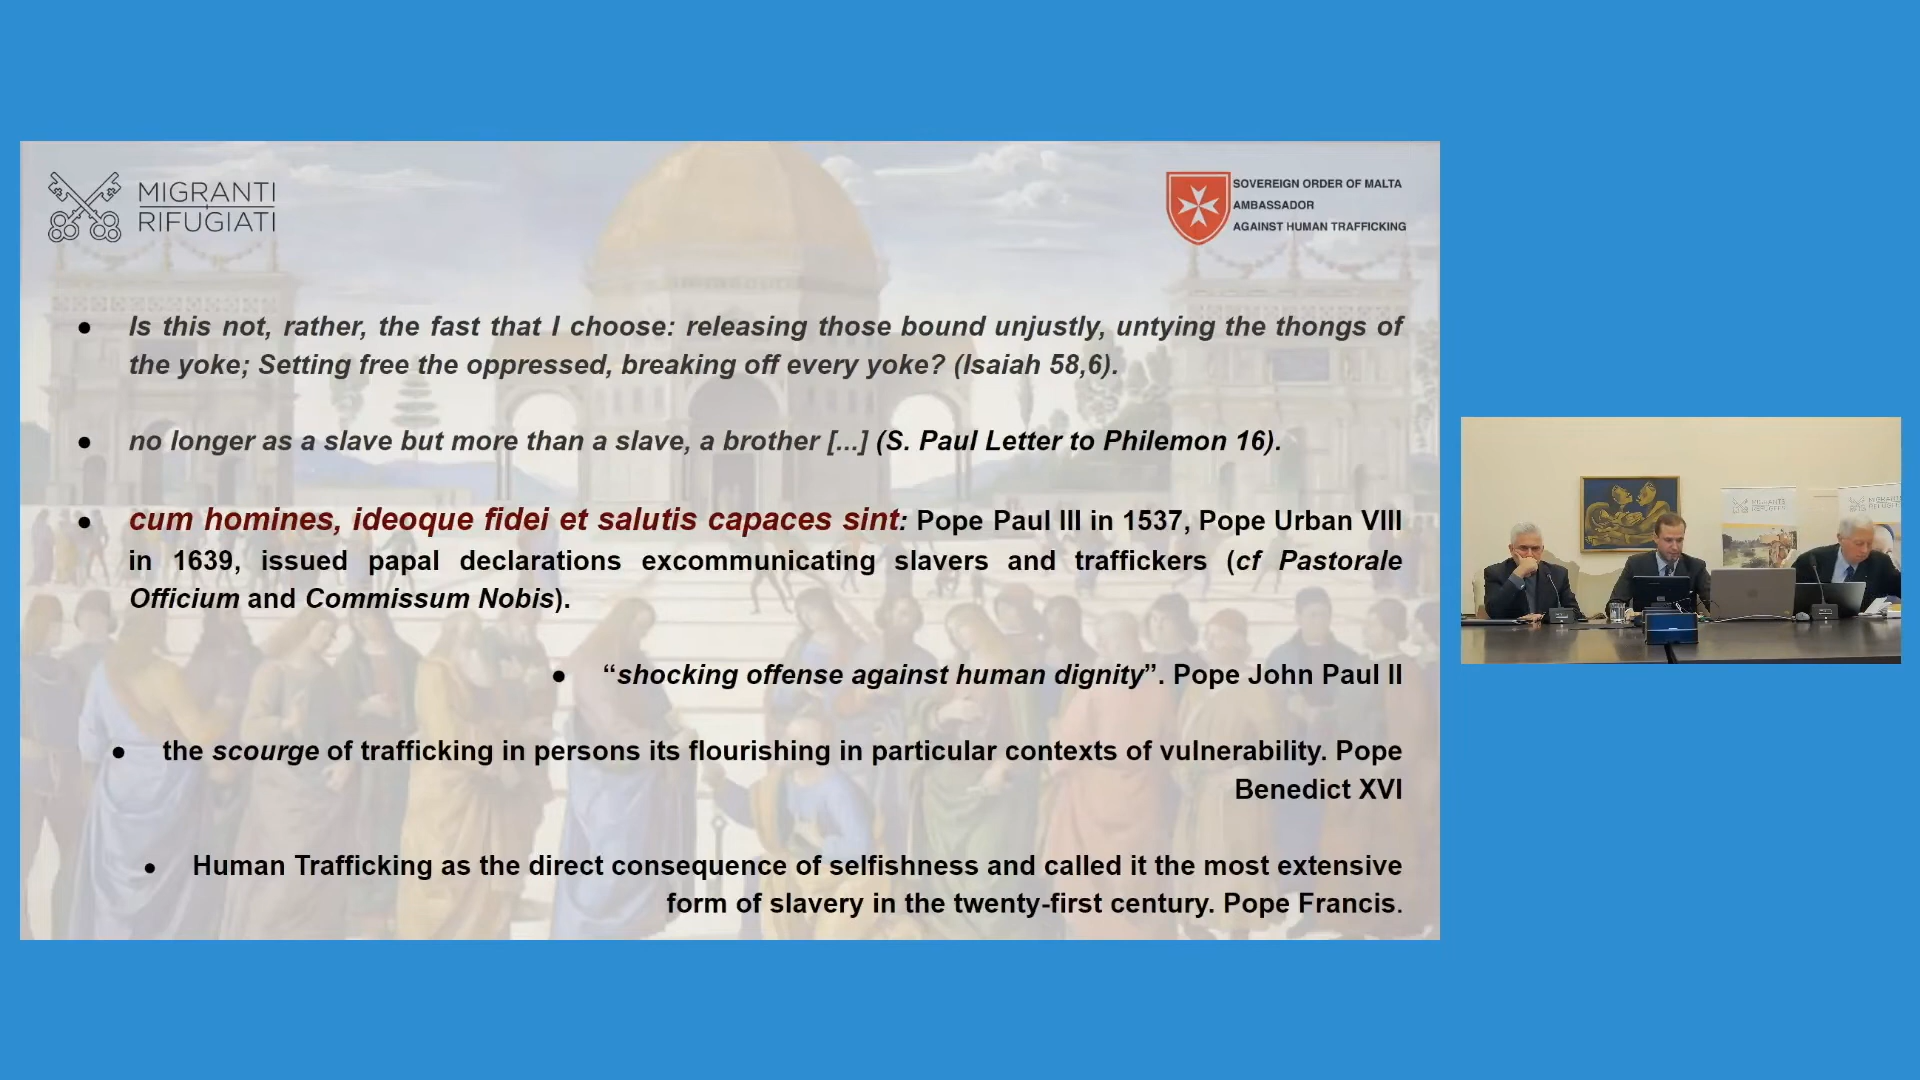 MIGRANTI
RIFUGIATI
SOVEREIGN ORDER OF MALTA
AMBASSADOR
AGAINST HUMAN TRAFFICKING
● Is this not, rather, the fast that I choose: releasing those bound unjustly, untying the thongs of
the yoke; Setting free the oppressed, breaking off every yoke? (Isaiah 58,6).
● no longer as a slave but more than a slave, a brother [...] (S. Paul Letter to Philemon 16).
● cum homines, ideoque fidei et salutis capaces sint: Pope Paul III in 1537, Pope Urban VIII
in 1639, issued papal declarations excommunicating slavers and traffickers (cf Pastorale
Officium and Commissum Nobis).
● “shocking offense against human dignity”. Pope John Paul II
● the scourge of trafficking in persons its flourishing in particular contexts of vulnerability. Pope
Benedict XVI
● Human Trafficking as the direct consequence of selfishness and called it the most extensive
form of slavery in the twenty-first century. Pope Francis.